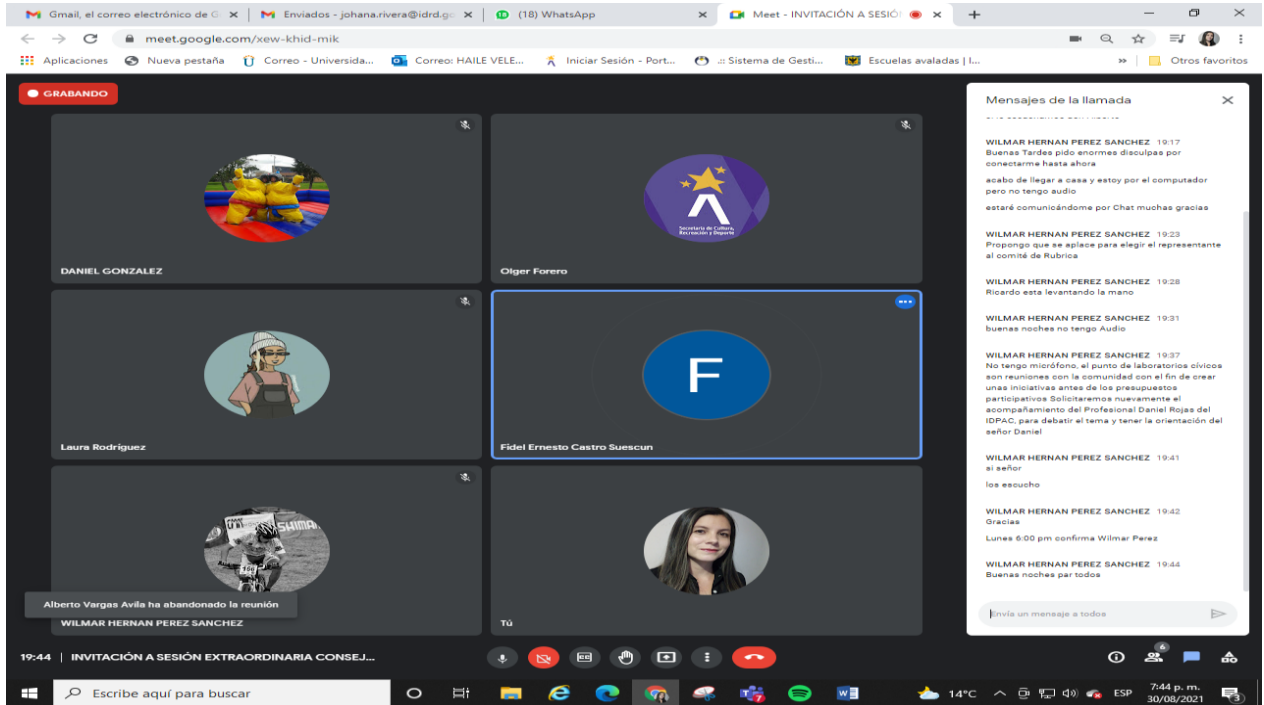 Gmail, el correo electrónico de G
Enviados - johana.rivera@idrd.go
(18) WhatsApp
Meet - INVITACIÓN A SESIÓ
meet.google.com/xew-khid-mik
Aplicaciones
Nueva pestaña
Correo - Universida...
Correo: HAILE VELE...
Iniciar Sesión - Port...
.:: Sistema de Gesti...
Escuelas avaladas | I...
Otros favoritos
GRABANDO
DANIEL GONZALEZ
Secretaría de Cultura,
Recreación y Deporte
Olger Forero
Laura Rodriguez
F
Fidel Ernesto Castro Suescun
SHIMA
Alberto Vargas Avila ha abandonado la reunión
WILMAR HERNAN PEREZ SANCHEZ
Tú
Mensajes de la llamada
WILMAR HERNAN PEREZ SANCHEZ 19:17
Buenas Tardes pido enormes disculpas por
conectarme hasta ahora
acabo de llegar a casa y estoy por el computador
pero no tengo audio
estaré comunicándome por Chat muchas gracias
WILMAR HERNAN PEREZ SANCHEZ 19:23
Propongo que se aplace para elegir el representante
al comité de Rubrica
WILMAR HERNAN PEREZ SANCHEZ 19:28
Ricardo esta levantando la mano
WILMAR HERNAN PEREZ SANCHEZ 19:31
buenas noches no tengo Audio
WILMAR HERNAN PEREZ SANCHEZ 19:37
No tengo micrófono, el punto de laboratorios cívicos
son reuniones con la comunidad con el fin de crear
unas iniciativas antes de los presupuestos
participativos Solicitaremos nuevamente el
acompañamiento del Profesional Daniel Rojas del
IDPAC, para debatir el tema y tener la orientación del
señor Daniel
WILMAR HERNAN PEREZ SANCHEZ 19:41
si señor
los escucho
WILMAR HERNAN PEREZ SANCHEZ 19:42
Gracias
Lunes 6:00 pm confirma Wilmar Perez
WILMAR HERNAN PEREZ SANCHEZ 19:44
Buenas noches par todos
Envía un mensaje a todos
19:44 | INVITACIÓN A SESIÓN EXTRAORDINARIA CONSEJ...
6
Escribe aquí para buscar
14°C
ESP
7:44 p. m.
30/08/2021